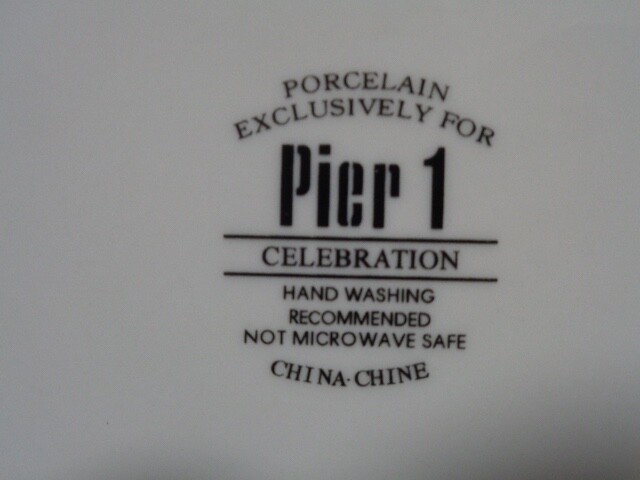 PORCELAIN
EXCLUSIVELY FOR
Pier 1
CELEBRATION
HAND WASHING
RECOMMENDED
NOT MICROWAVE SAFE
CHINA·CHINE